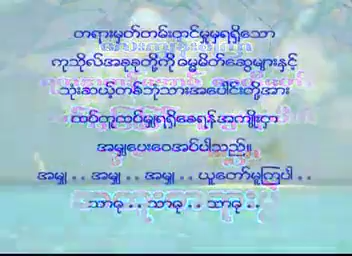 တရားမှတ်တမ်းတင်မှုမှရရှိသော
ကုသိုလ်အစုစုတို့ကို ဓမ္မမိတ်ဆွေများနှင့်
သုံးဆယ့်တစ်ဘုံသားအပေါင်းတို့အား
ထပ်တူထပ်မျှရရှိစေရန်အကျိုးငှာ
အမျှပေးဝေအပ်ပါသည်။
အမျှ . . အမျှ . . အမျှ . . ယူတော်မူကြပါ . .
သာဓု . . သာဓု . . သာဓု . .